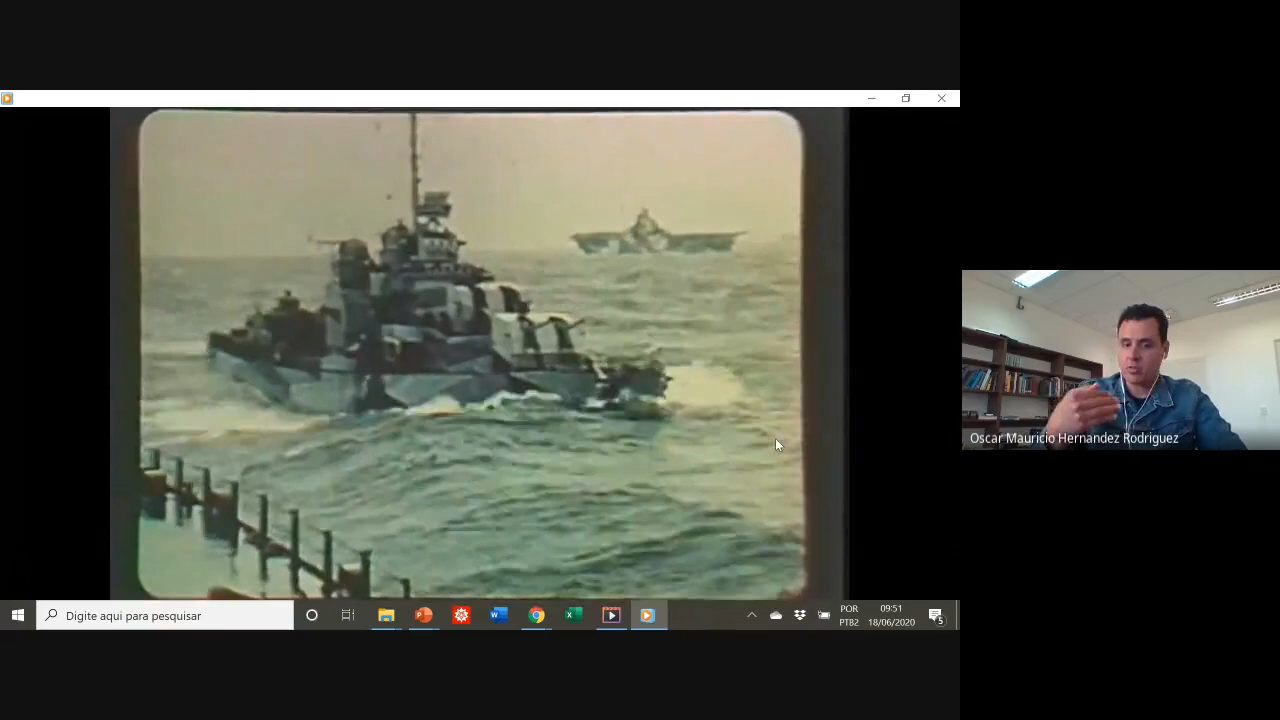 Oscar Mauricio Hernandez Rodriguez
Digite aqui para pesquisar
POR
PTB2
09:51
18/06/2020
5